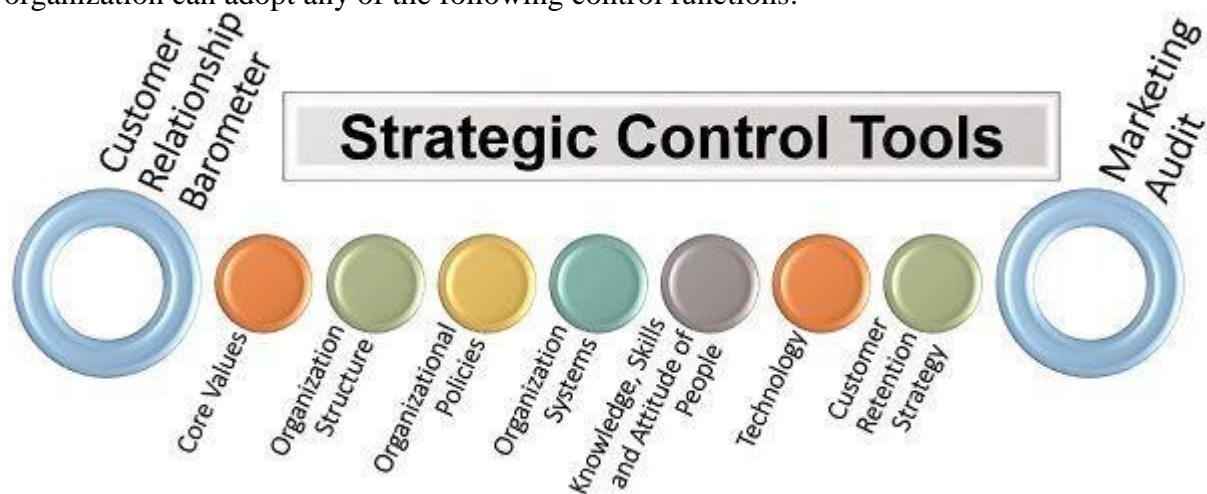 organization can adopt any of the following control functions:
Customer
Relationship
Barometer
Strategic Control Tools
Marketing
Audit
Core Values
Organization
Structure
Organizational
Policies
Organization
Systems
Knowledge, Skills
and Attitude of
People
Technology
Customer
Retention
Strategy